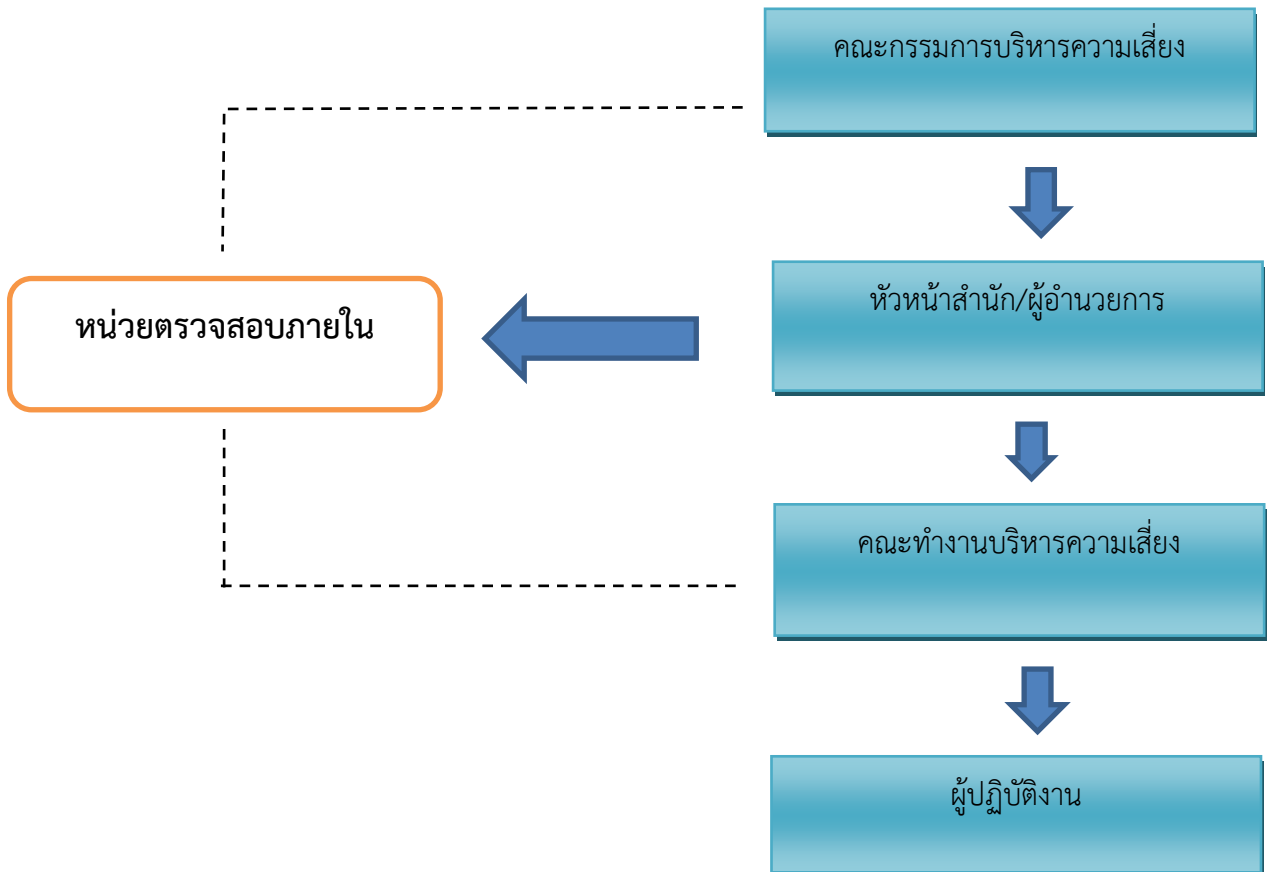 คณะกรรมการบริหารความเสี่ยง
หัวหน้าสำนัก/ผู้อำนวยการ
หน่วยตรวจสอบภายใน
คณะทำงานบริหารความเสี่ยง
ผู้ปฏิบัติงาน